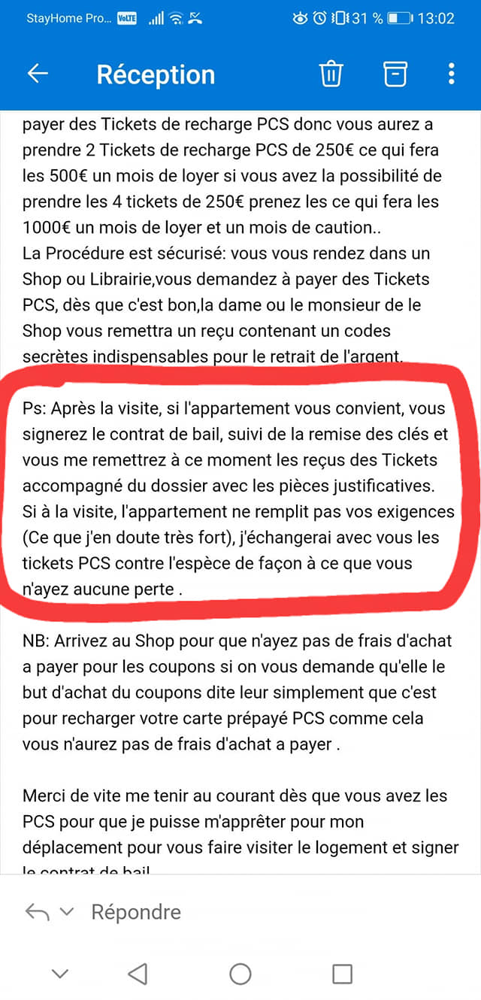 StayHome Pro... VoLTE 31 % 13:02
Réception
payer des Tickets de recharge PCS donc vous aurez a
prendre 2 Tickets de recharge PCS de 250€ ce qui fera
les 500€ un mois de loyer si vous avez la possibilité de
prendre les 4 tickets de 250€ prenez les ce qui fera les
1000€ un mois de loyer et un mois de caution..
La Procédure est sécurisé: vous vous rendez dans un
Shop ou Librairie,vous demandez à payer des Tickets
PCS, dès que c'est bon,la dame ou le monsieur de le
Shop vous remettra un reçu contenant un codes
secrètes indispensables pour le retrait de l'argent.
Ps: Après la visite, si l'appartement vous convient, vous
signerez le contrat de bail, suivi de la remise des clés et
vous me remettrez à ce moment les reçus des Tickets
accompagné du dossier avec les pièces justificatives.
Si à la visite, l'appartement ne remplit pas vos exigences
(Ce que j'en doute très fort), j'échangerai avec vous les
tickets PCS contre l'espèce de façon à ce que vous
n'ayez aucune perte .
NB: Arrivez au Shop pour que n'ayez pas de frais d'achat
a payer pour les coupons si on vous demande qu'elle le
but d'achat du coupons dite leur simplement que c'est
pour recharger votre carte prépayé PCS comme cela
vous n'aurez pas de frais d'achat a payer .
Merci de vite me tenir au courant dès que vous avez les
PCS pour que je puisse m'apprêter pour mon
déplacement pour vous faire visiter le logement et signer
le contrat de bail
Répondre